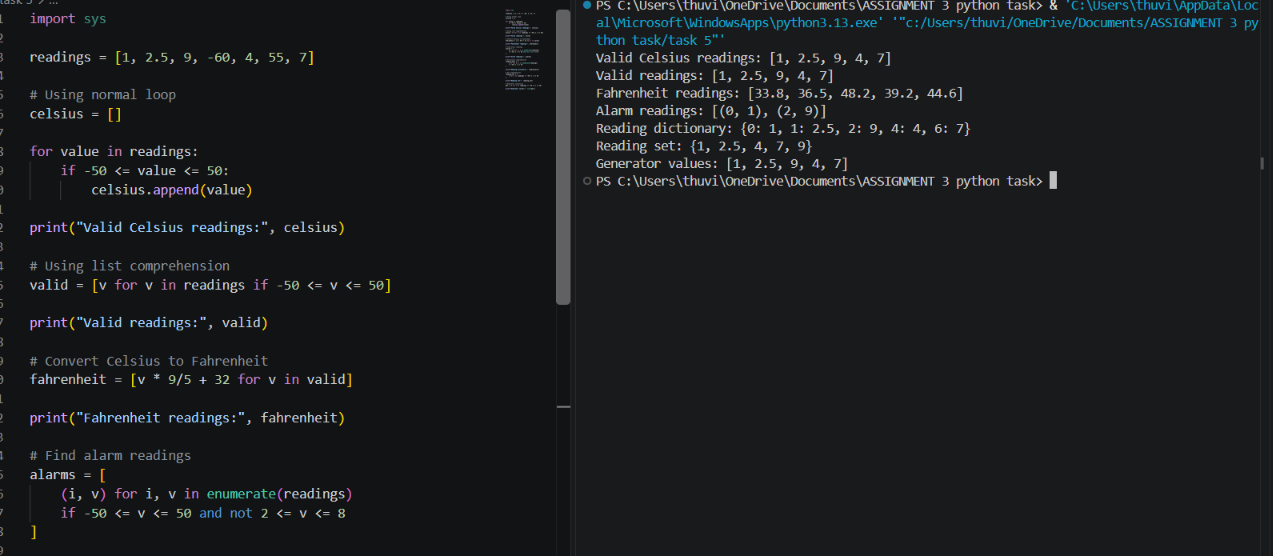 task 5 > ...
import sys
readings = [1, 2.5, 9, -60, 4, 55, 7]
# Using normal loop
celsius = []
for value in readings:
if -50 <= value <= 50:
celsius.append(value)
print("Valid Celsius readings:", celsius)
# Using list comprehension
valid = [v for v in readings if -50 <= v <= 50]
print("Valid readings:", valid)
# Convert Celsius to Fahrenheit
fahrenheit = [v * 9/5 + 32 for v in valid]
print("Fahrenheit readings:", fahrenheit)
# Find alarm readings
alarms = [
(i, v) for i, v in enumerate(readings)
if -50 <= v <= 50 and not 2 <= v <= 8
]
PS C:\Users\thuvi\OneDrive\Documents\ASSIGNMENT 3 python task> & 'C:\Users\thuvi\AppData\Loc
al\Microsoft\WindowsApps\python3.13.exe' '"c:/Users/thuvi/OneDrive/Documents/ASSIGNMENT 3 py
thon task/task 5"'
Valid Celsius readings: [1, 2.5, 9, 4, 7]
Valid readings: [1, 2.5, 9, 4, 7]
Fahrenheit readings: [33.8, 36.5, 48.2, 39.2, 44.6]
Alarm readings: [(0, 1), (2, 9)]
Reading dictionary: {0: 1, 1: 2.5, 2: 9, 4: 4, 6: 7}
Reading set: {1, 2.5, 4, 7, 9}
Generator values: [1, 2.5, 9, 4, 7]
PS C:\Users\thuvi\OneDrive\Documents\ASSIGNMENT 3 python task>